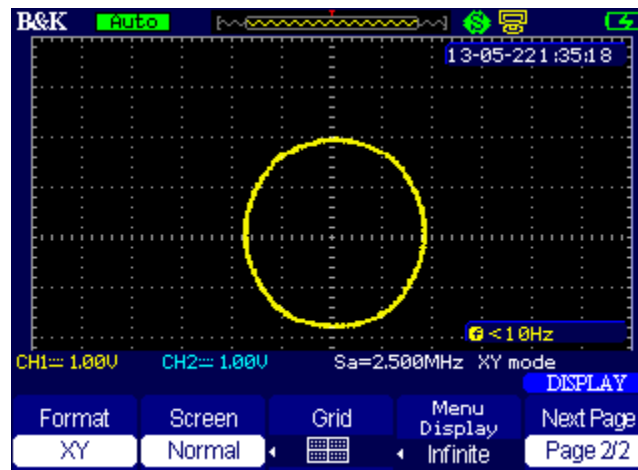 B&K Auto
13-05-22 1:35:18
f <10Hz
CH1 1.00V CH2 1.00V Sa=2.500MHz XY mode
DISPLAY
Format Screen Grid Menu Display Next Page
XY Normal Infinite Page 2/2